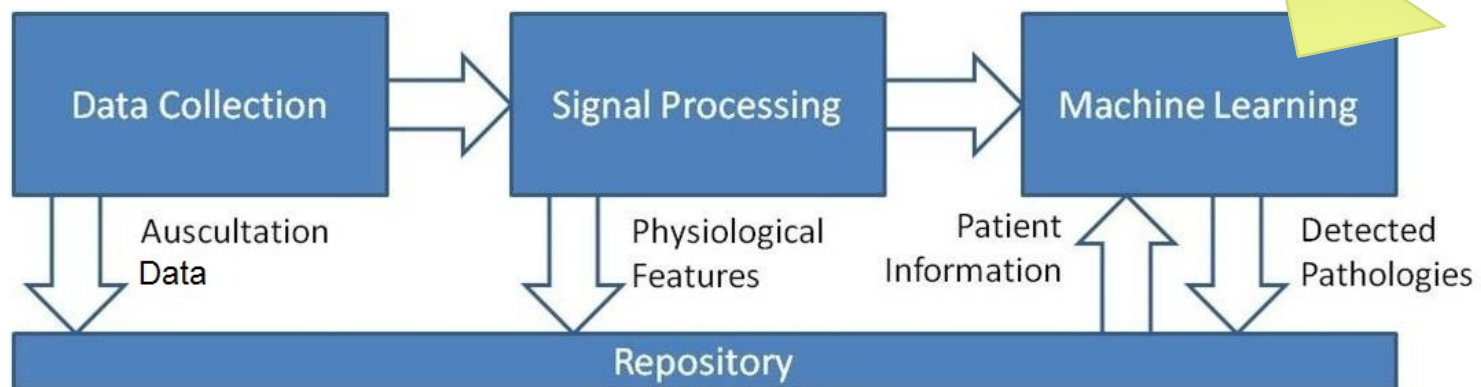 Data Collection
Signal Processing
Machine Learning
Auscultation
Data
Physiological
Features
Patient
Information
Detected
Pathologies
Repository